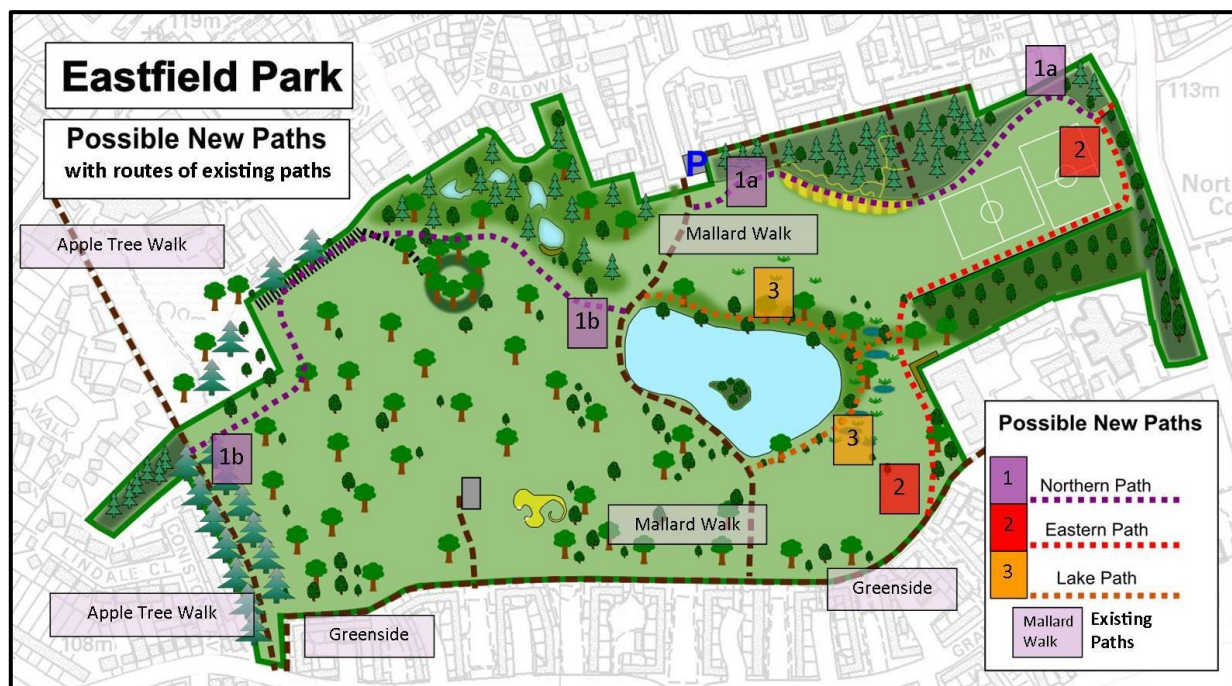 119m
Eastfield Park
BALDWIN
Possible New Paths
with routes of existing paths
1a
113m
P
2
1a
Apple Tree Walk
Mallard Walk
3
1b
Possible New Paths
1b
3
2
1
Northern Path
2
Eastern Path
3
Lake Path
Mallard Walk
Mallard
Walk
Existing
Paths
Apple Tree Walk
Greenside
Greenside
108m